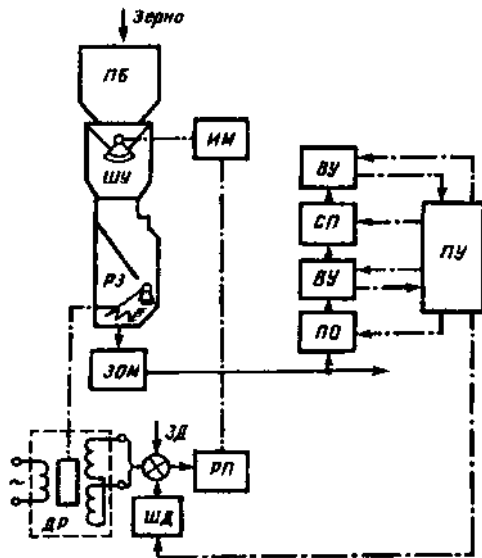 Зерно
ПБ
ШУ
ИМ
РЗ
ЗОМ
ВУ
СП
ВУ
ПО
ПУ
ЗД
РП
ШД
ДР
~